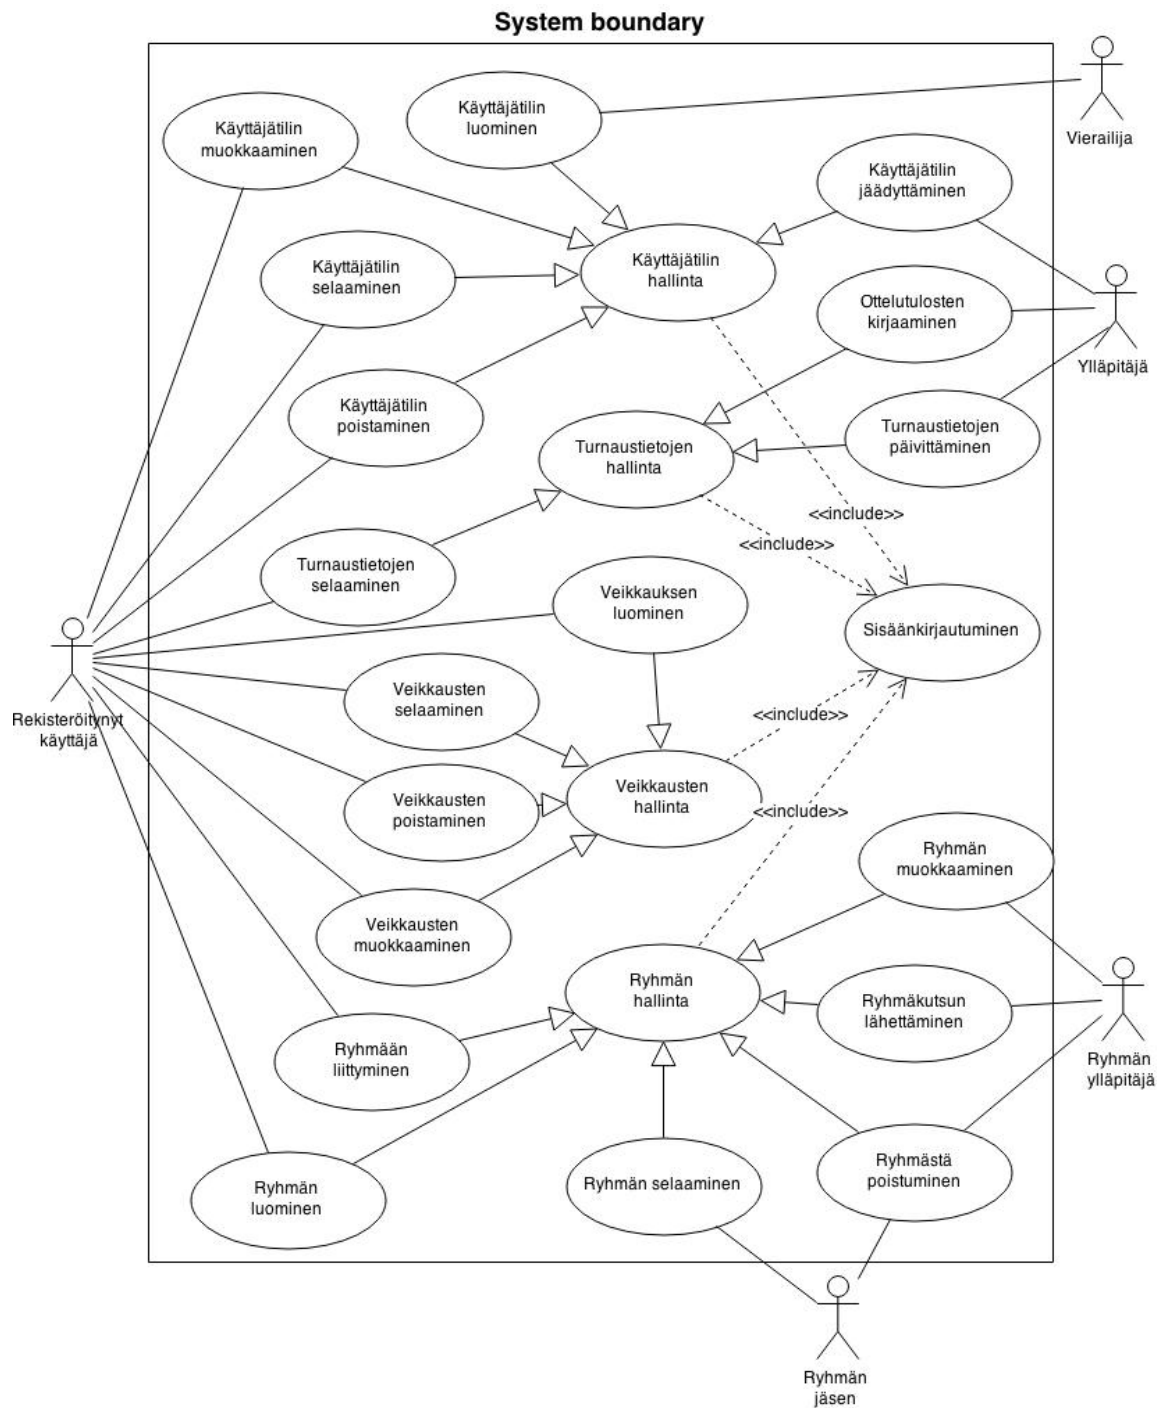 System boundary
Käyttäjätilin
luominen
Käyttäjätilin
muokkaaminen
Vierailija
Käyttäjätilin
jäädyttäminen
Käyttäjätilin
selaaminen
Käyttäjätilin
hallinta
Ottelutulosten
kirjaaminen
Ylläpitäjä
Käyttäjätilin
poistaminen
Turnaustietojen
hallinta
Turnaustietojen
päivittäminen
<<include>>
<<include>>
Turnaustietojen
selaaminen
Veikkauksen
luominen
Sisäänkirjautuminen
Rekisteröitynyt
käyttäjä
Veikkausten
selaaminen
<<include>>
Veikkausten
poistaminen
Veikkausten
hallinta
<<include>>
Ryhmän
muokkaaminen
Veikkausten
muokkaaminen
Ryhmän
hallinta
Ryhmäkutsun
lähettäminen
Ryhmän
ylläpitäjä
Ryhmään
liittyminen
Ryhmän
luominen
Ryhmän selaaminen
Ryhmästä
poistuminen
Ryhmän
jäsen